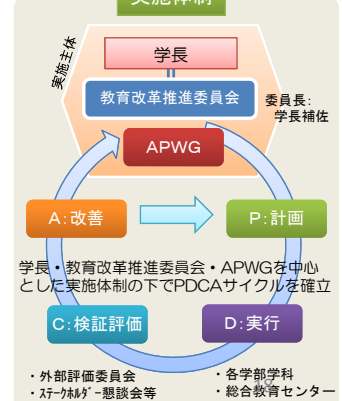 実施体制
実施主体
学長
教育改革推進委員会
委員長:
学長補佐
APWG
A:改善
P:計画
学長・教育改革推進委員会・APWGを中心
とした実施体制の下でPDCAサイクルを確立
C:検証評価
D:実行
・外部評価委員会
・ｽﾃｰｸﾎﾙﾀﾞｰ懇談会等
・各学部学科
・総合教育センター
18